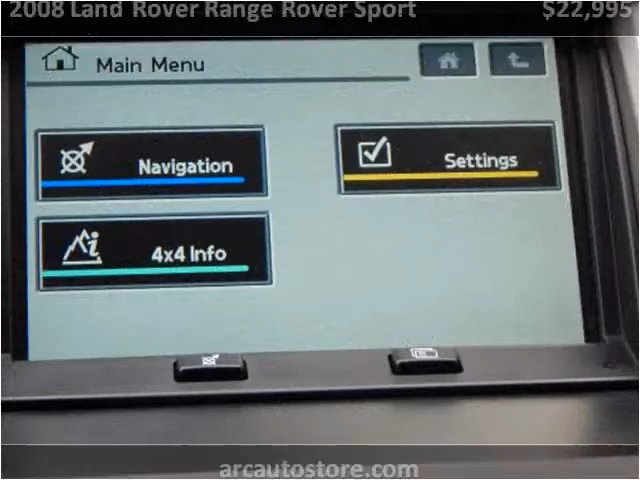 2008 Land Rover Range Rover Sport $22,995
Main Menu
Navigation
Settings
4x4 Info
arcautostore.com